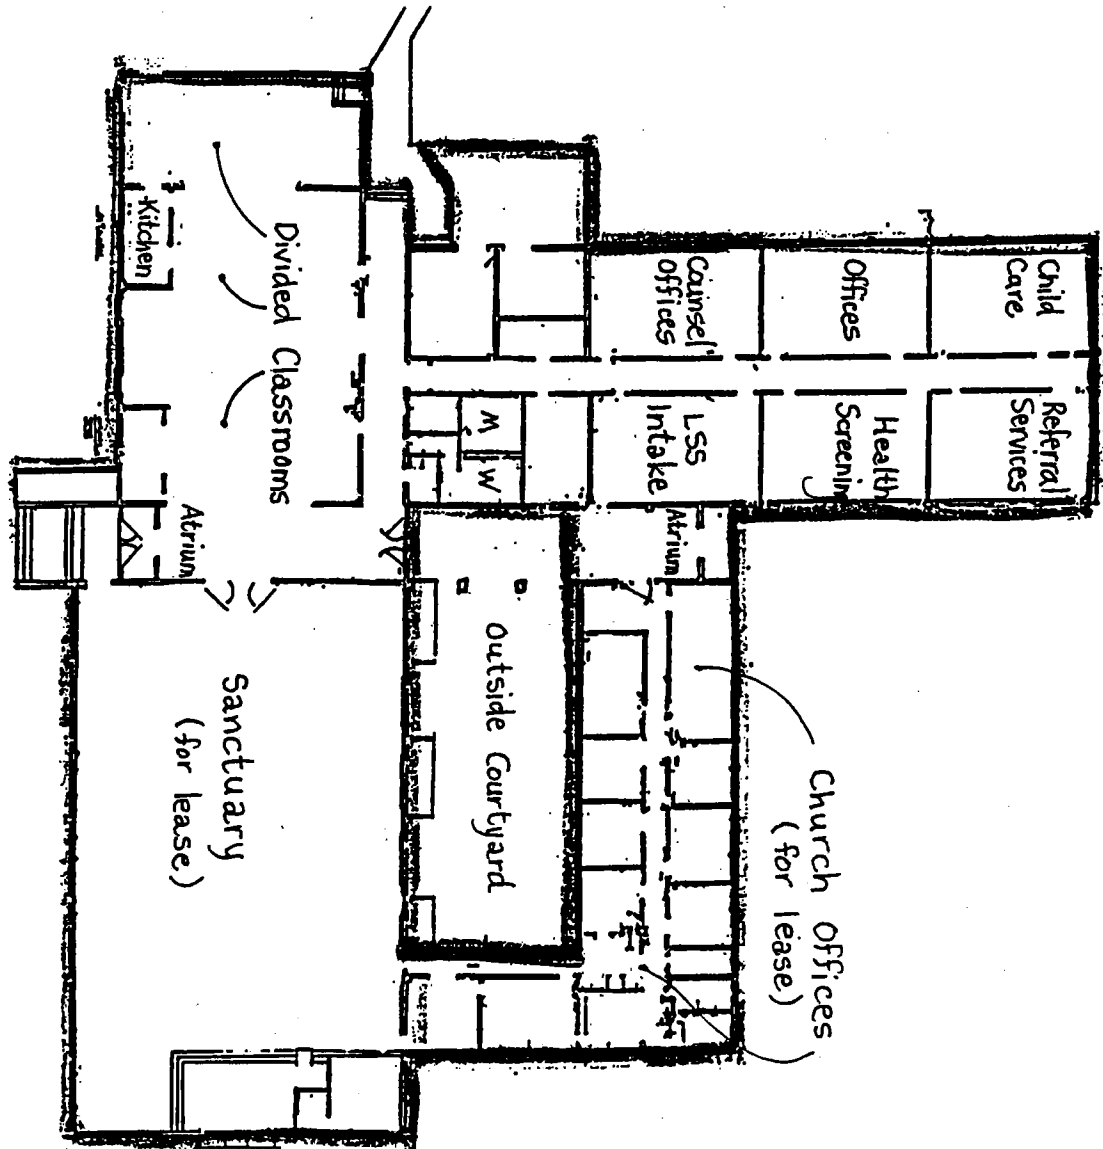 Child
Care
Referral
Services
Offices
Health
Screening
Church Offices
(for lease)
Counsel'
Offices
LSS
Intake
Atrium
M
W
Outside Courtyard
Divided Classrooms
Sanctuary
(for lease)
Atrium
Kitchen